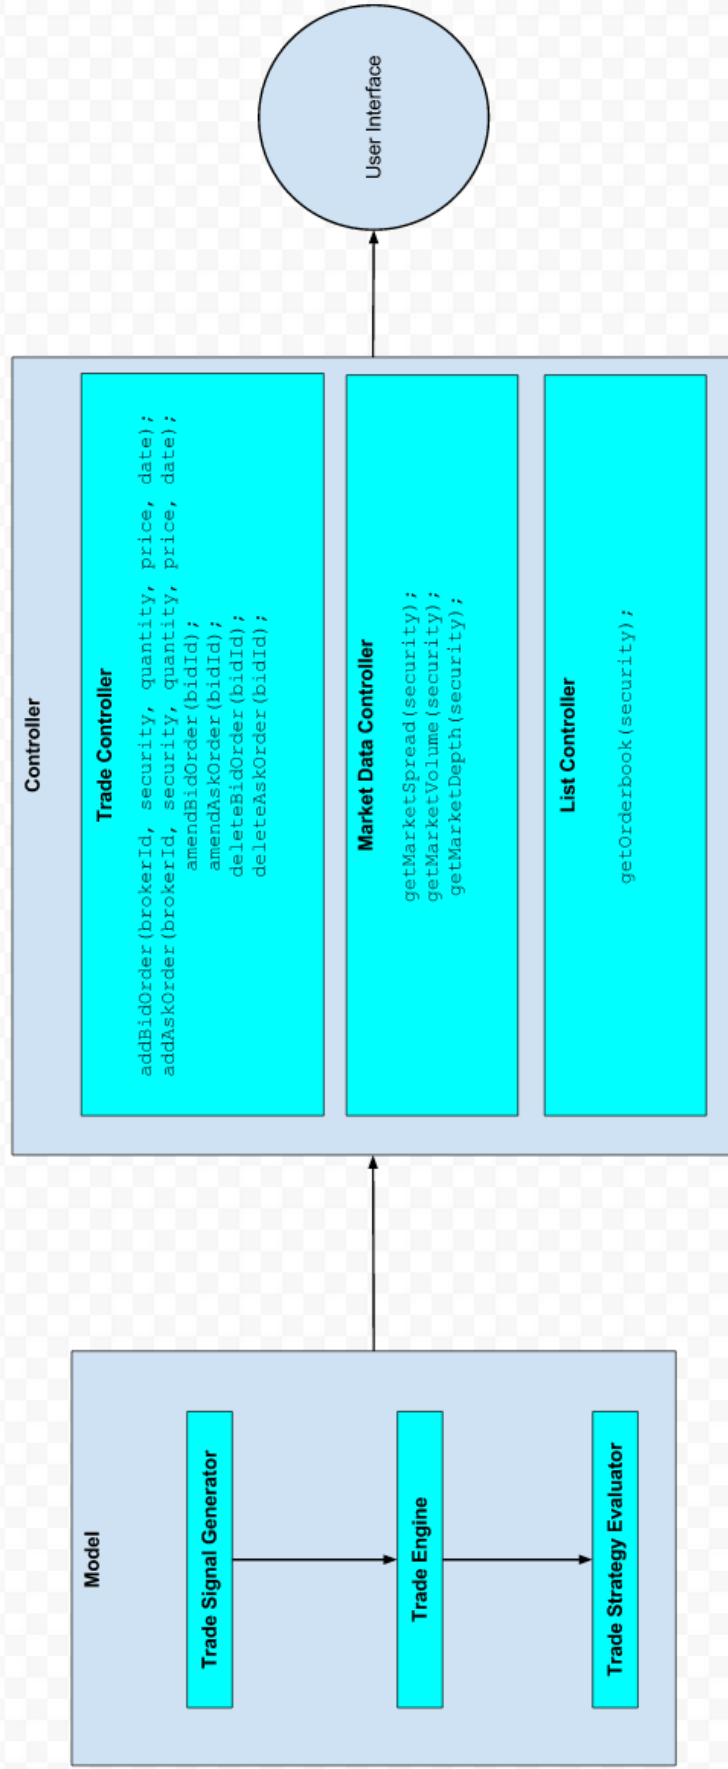 Model
Trade Signal Generator
Trade Engine
Trade Strategy Evaluator
Controller
Trade Controller
addBidOrder(brokerId, security, quantity, price, date);
addAskOrder(brokerId, security, quantity, price, date);
amendBidOrder(bidId);
amendAskOrder(bidId);
deleteBidOrder(bidId);
deleteAskOrder(bidId);
Market Data Controller
getMarketSpread(security);
getMarketVolume(security);
getMarketDepth(security);
List Controller
getOrderbook(security);
User Interface